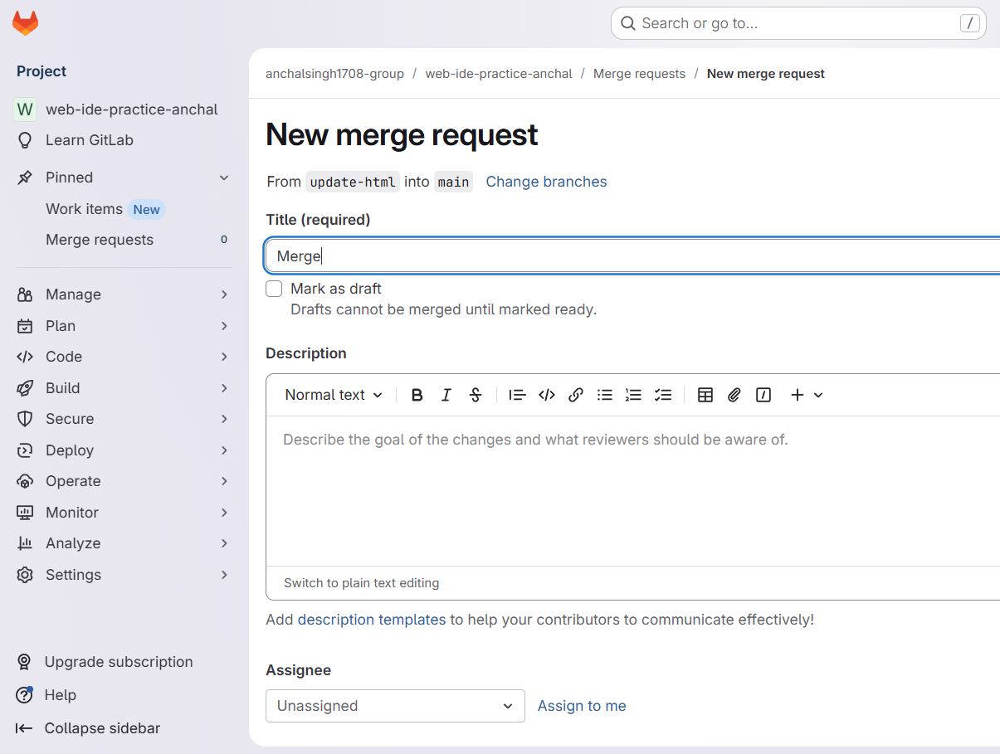 Search or go to...
/
Project
W web-ide-practice-anchal
Learn GitLab
Pinned
Work items New
Merge requests 0
Manage
Plan
Code
Build
Secure
Deploy
Operate
Monitor
Analyze
Settings
Upgrade subscription
Help
Collapse sidebar
anchalsingh1708-group / web-ide-practice-anchal / Merge requests / New merge request
New merge request
From update-html into main Change branches
Title (required)
Merge
Mark as draft
Drafts cannot be merged until marked ready.
Description
Normal text B I S
Describe the goal of the changes and what reviewers should be aware of.
Switch to plain text editing
Add description templates to help your contributors to communicate effectively!
Assignee
Unassigned Assign to me